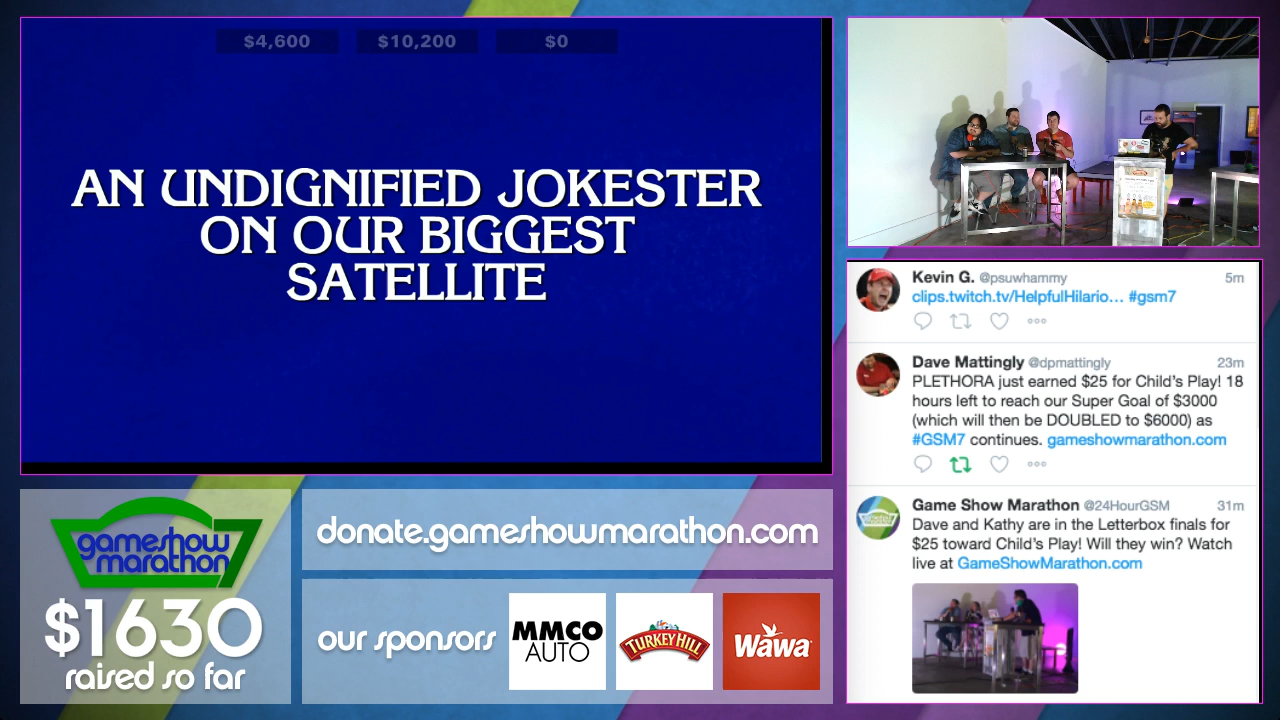 $4,600 $10,200 $0
AN UNDIGNIFIED JOKESTER
ON OUR BIGGEST
SATELLITE
Kevin G. @psuwhammy 5m
clips.twitch.tv/HelpfulHilario… #gsm7
Dave Mattingly @dpmattingly 23m
PLETHORA just earned $25 for Child's Play! 18
hours left to reach our Super Goal of $3000
(which will then be DOUBLED to $6000) as
#GSM7 continues. gameshowmarathon.com
Game Show Marathon @24HourGSM 31m
Dave and Kathy are in the Letterbox finals for
$25 toward Child's Play! Will they win? Watch
live at GameShowMarathon.com
gameshow
marathon 7
$1630
raised so far
donate.gameshowmarathon.com
our sponsors
MMCO
AUTO
TURKEY HILL
Wawa